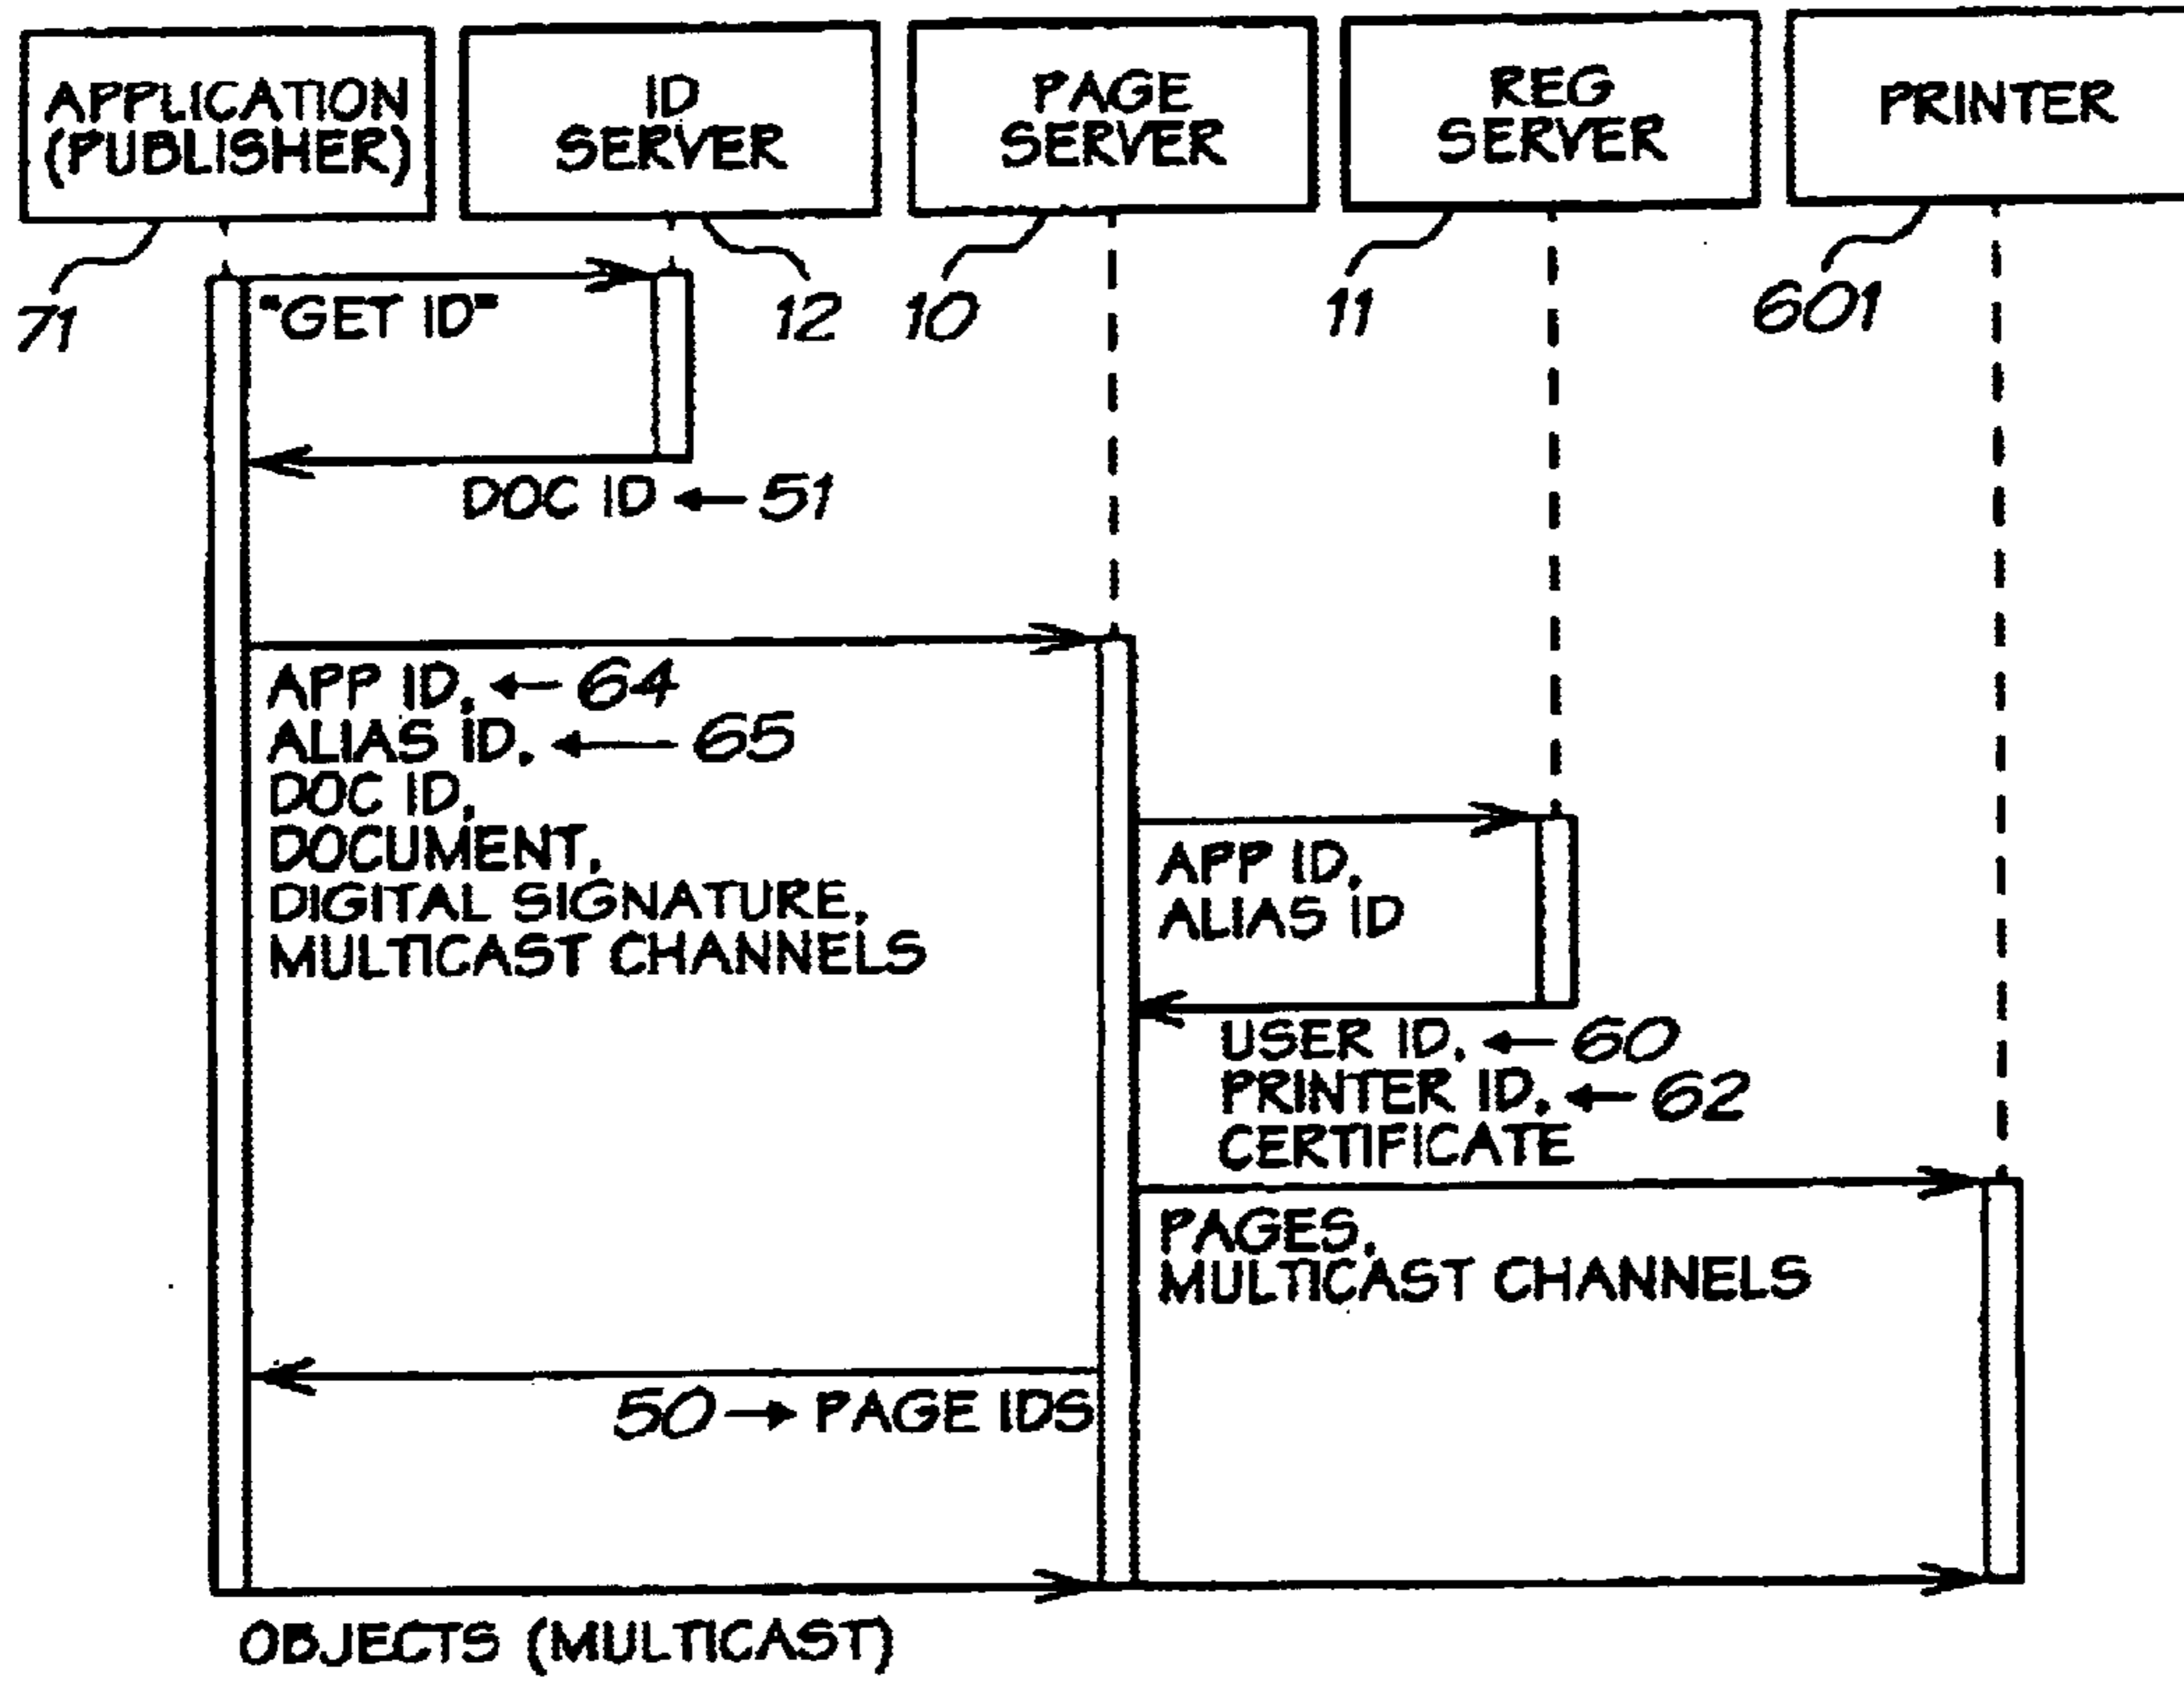 APPLICATION
(PUBLISHER)
ID
SERVER
PAGE
SERVER
REG
SERVER
PRINTER
71
12
10
11
601
"GET ID"
DOC ID ← 51
APP ID, ← 64
ALIAS ID, ← 65
DOC ID,
DOCUMENT,
DIGITAL SIGNATURE,
MULTICAST CHANNELS
APP ID,
ALIAS ID
USER ID, ← 60
PRINTER ID, ← 62
CERTIFICATE
PAGES,
MULTICAST CHANNELS
50 → PAGE IDS
OBJECTS (MULTICAST)